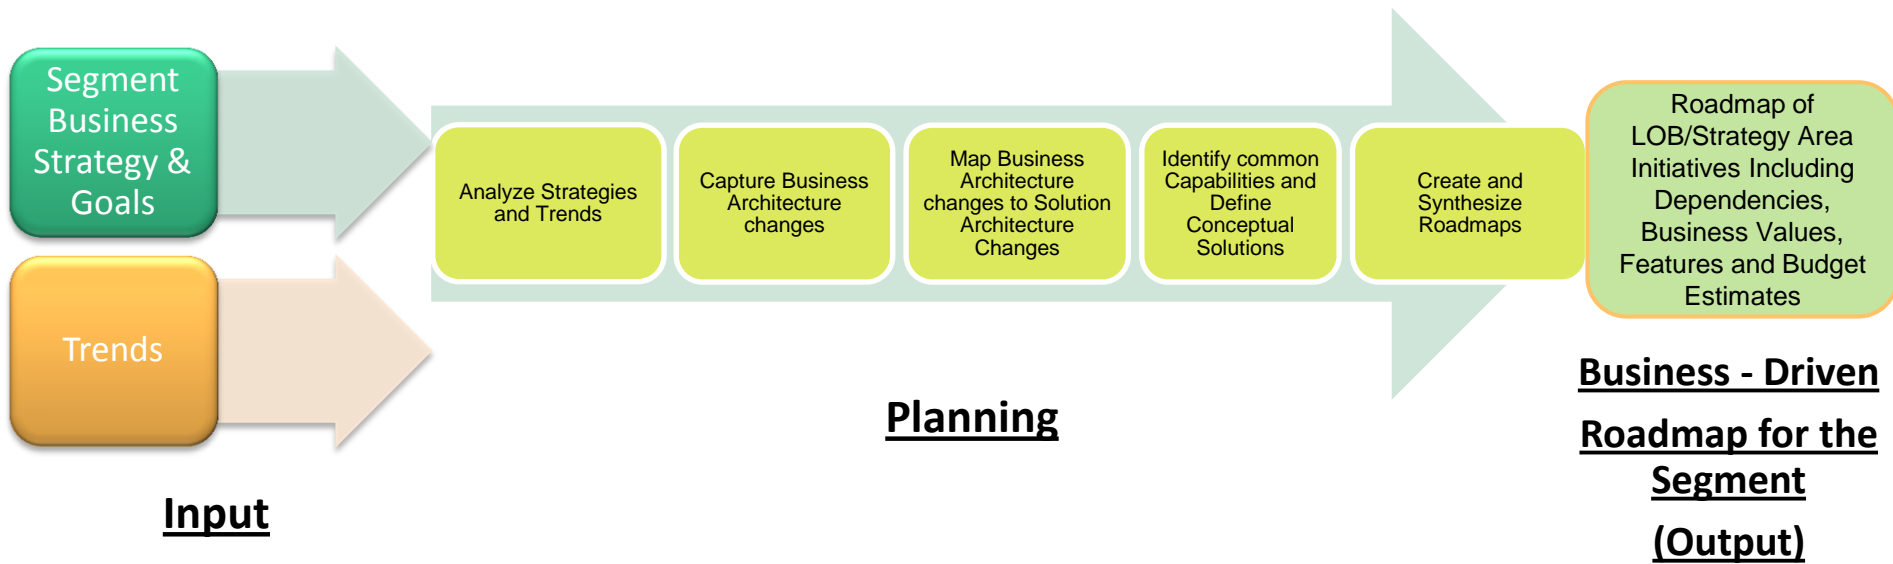 Segment
Business
Strategy &
Goals
Trends
Input
Analyze Strategies
and Trends
Capture Business
Architecture
changes
Map Business
Architecture
changes to Solution
Architecture
Changes
Identify common
Capabilities and
Define
Conceptual
Solutions
Create and
Synthesize
Roadmaps
Planning
Roadmap of
LOB/Strategy Area
Initiatives Including
Dependencies,
Business Values,
Features and Budget
Estimates
Business - Driven
Roadmap for the
Segment
(Output)